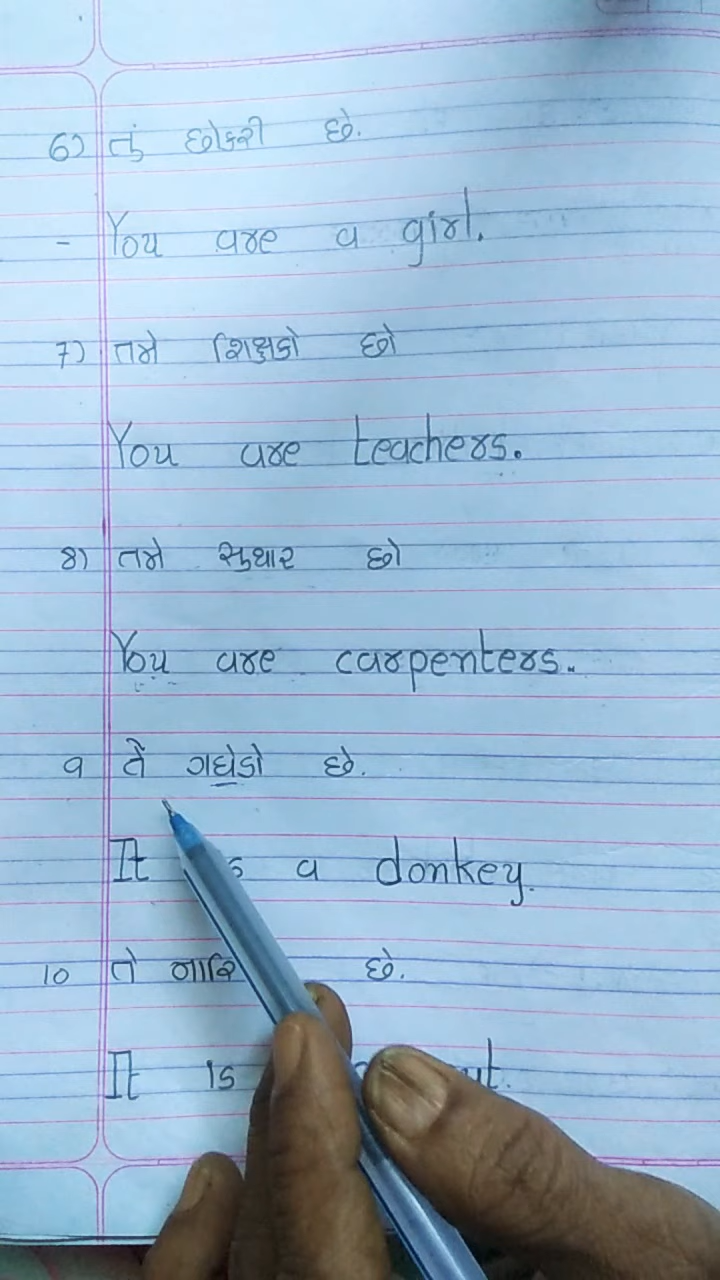 6) તું છોકરી છે.
- You are a girl.
7) તમે શિક્ષકો છો
You are teachers.
8) તમે સુથાર છો
You are carpenters.
9 તે ગધેડો છે.
It a donkey.
10 તે છે.
It is